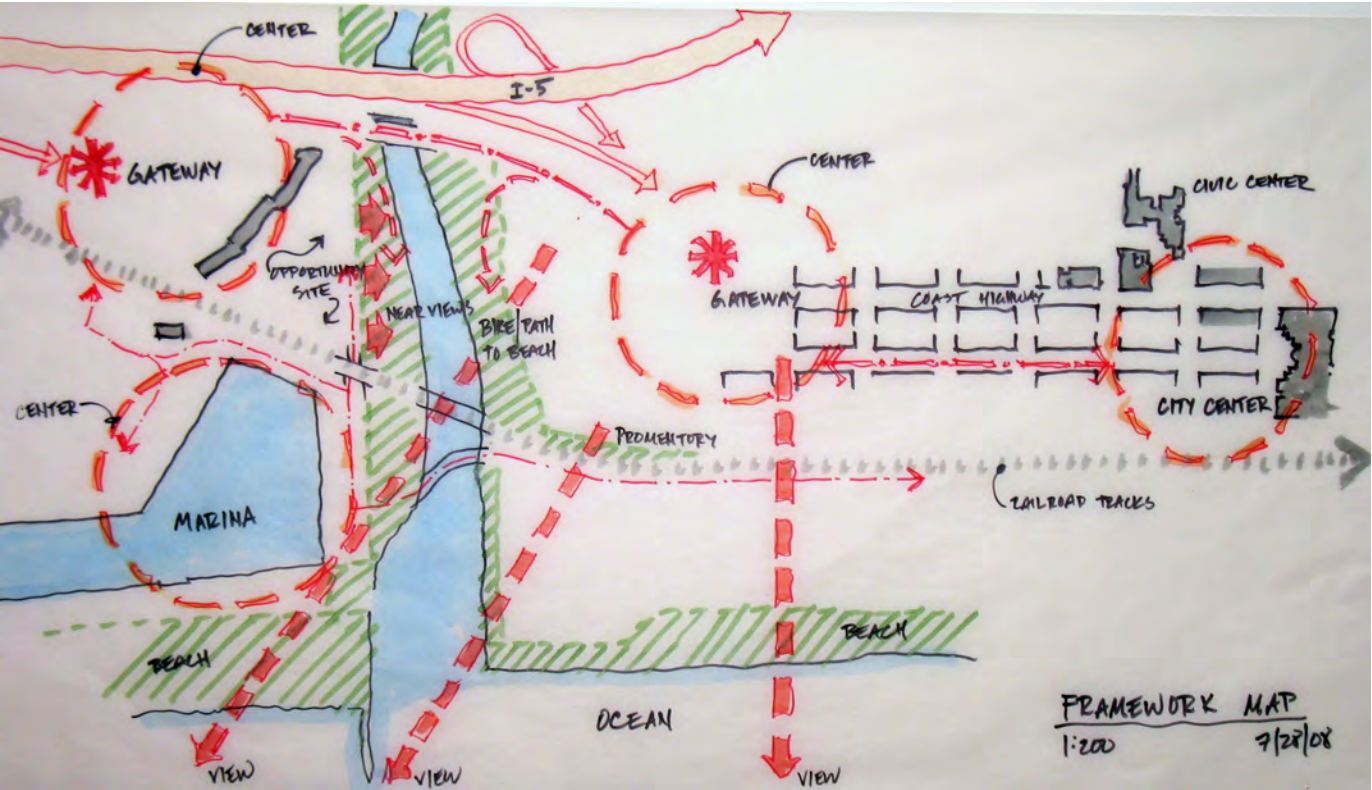 CENTER
I-5
GATEWAY
CENTER
CIVIC CENTER
OPPORTUNITY
SITE
NEAR VIEWS
BIKE PATH
TO BEACH
GATEWAY
COAST HIGHWAY
CENTER
CITY CENTER
PROMENTORY
RAILROAD TRACKS
MARINA
BEACH
BEACH
OCEAN
FRAMEWORK MAP
1:200 7/28/08
VIEW
VIEW
VIEW